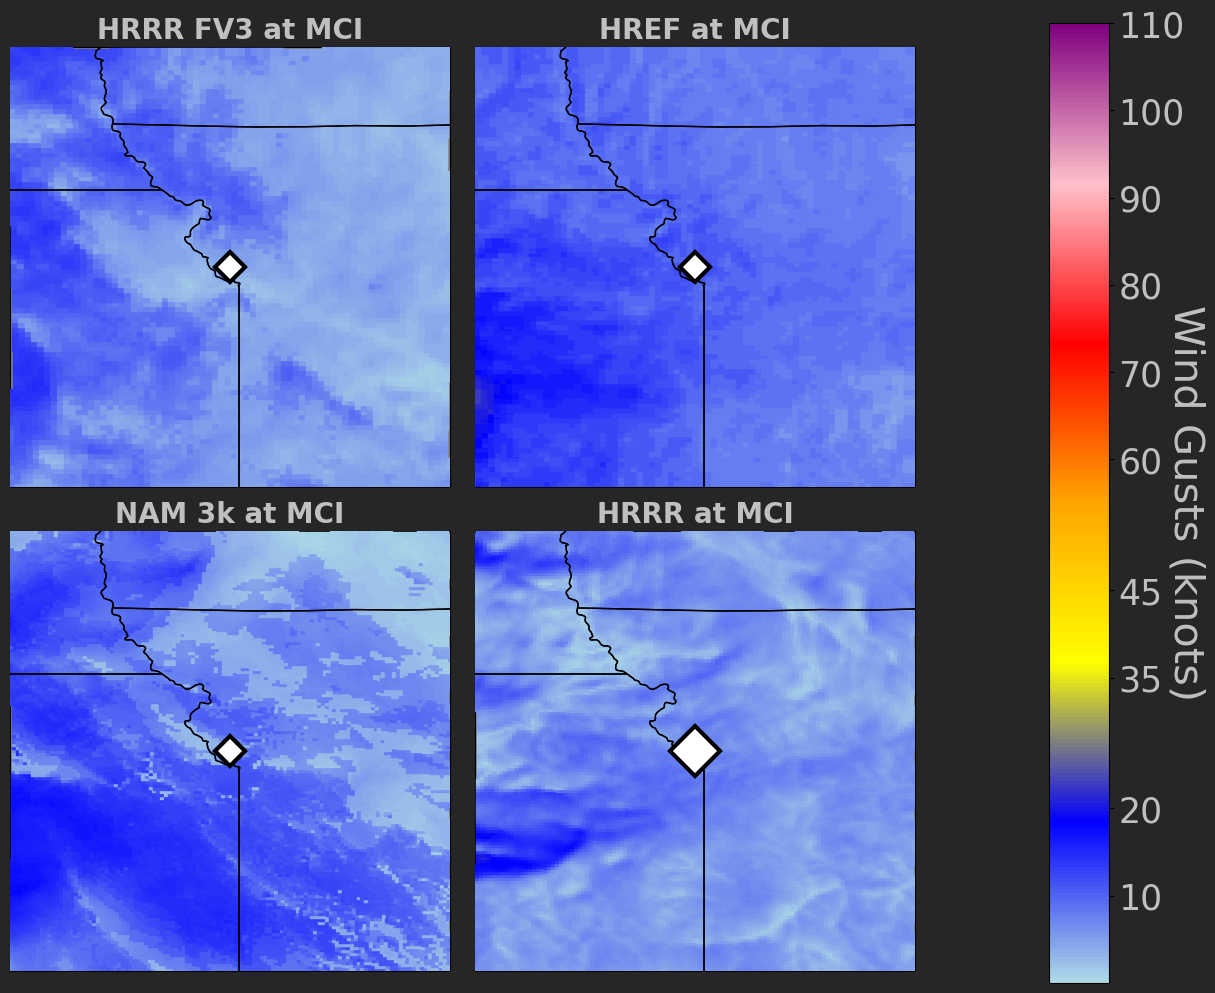 HRRR FV3 at MCI
HREF at MCI
NAM 3k at MCI
HRRR at MCI
110
100
90
80
70
60
45
35
20
10
Wind Gusts (knots)